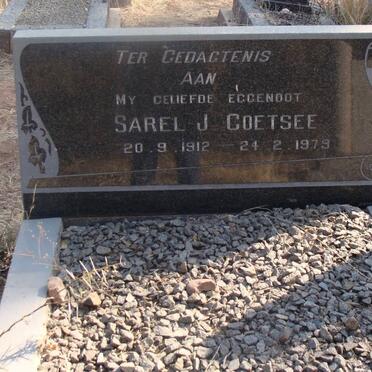 TER GEDAGTENIS
AAN
MY GELIEFDE EGGENOOT
SAREL J. COETSEE
20.9.1912 — 24.2.1979